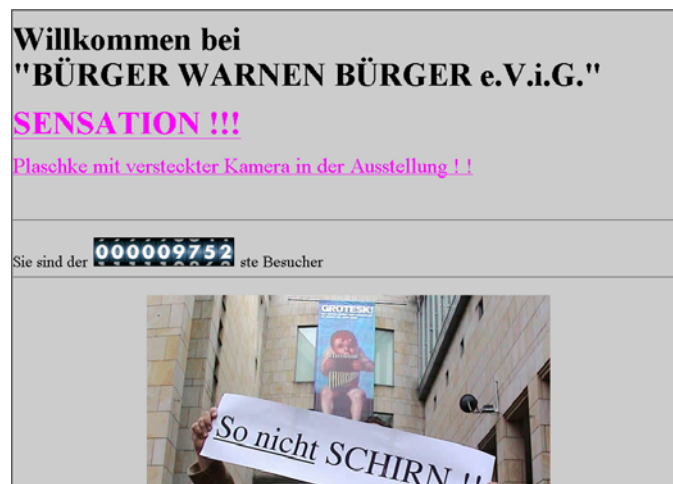 Willkommen bei
"BÜRGER WARNEN BÜRGER e.V.i.G."
SENSATION !!!
Plaschke mit versteckter Kamera in der Ausstellung ! !
Sie sind der 000009752 ste Besucher
GROTESK!
So nicht SCHIRN !!